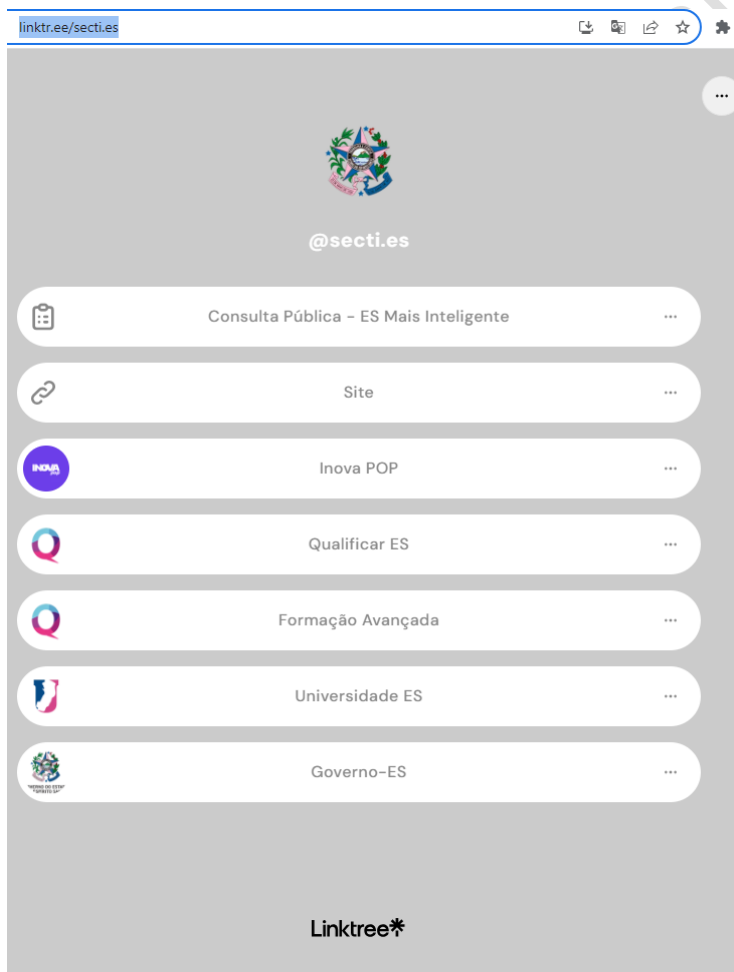 linktr.ee/secti.es
@secti.es
Consulta Pública - ES Mais Inteligente
Site
INOVA
Inova POP
Qualificar ES
Formação Avançada
Universidade ES
Governo-ES
Linktree